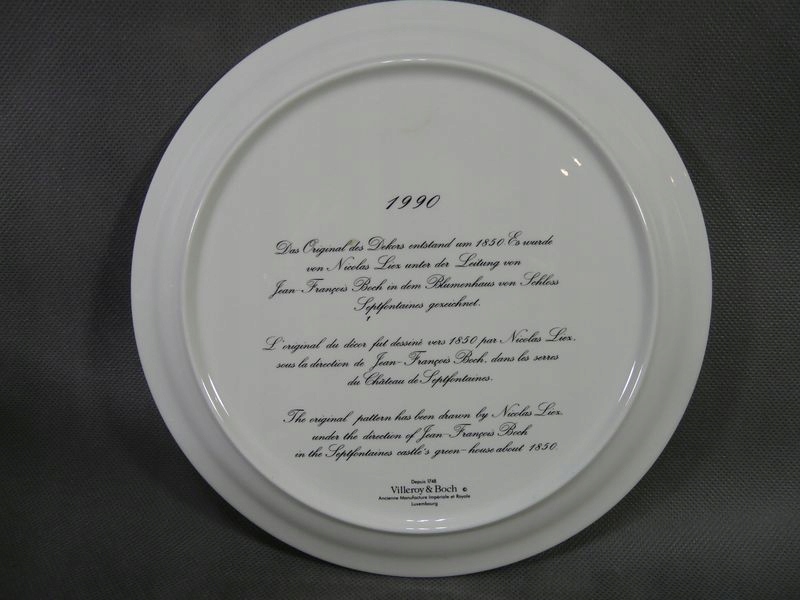 1990
Das Original des Dekors entstand um 1850. Es wurde
von Nicolas Liez unter der Leitung von
Jean-François Boch in dem Blumenhaus von Schloss
Septfontaines gezeichnet.
L'original du décor fut dessiné vers 1850 par Nicolas Liez,
sous la direction de Jean-François Boch, dans les serres
du Château de Septfontaines.
The original pattern has been drawn by Nicolas Liez,
under the direction of Jean-François Boch
in the Septfontaines castle's green-house about 1850.
Depuis 1748
Villeroy & Boch ©
Ancienne Manufacture Impériale et Royale
Luxembourg